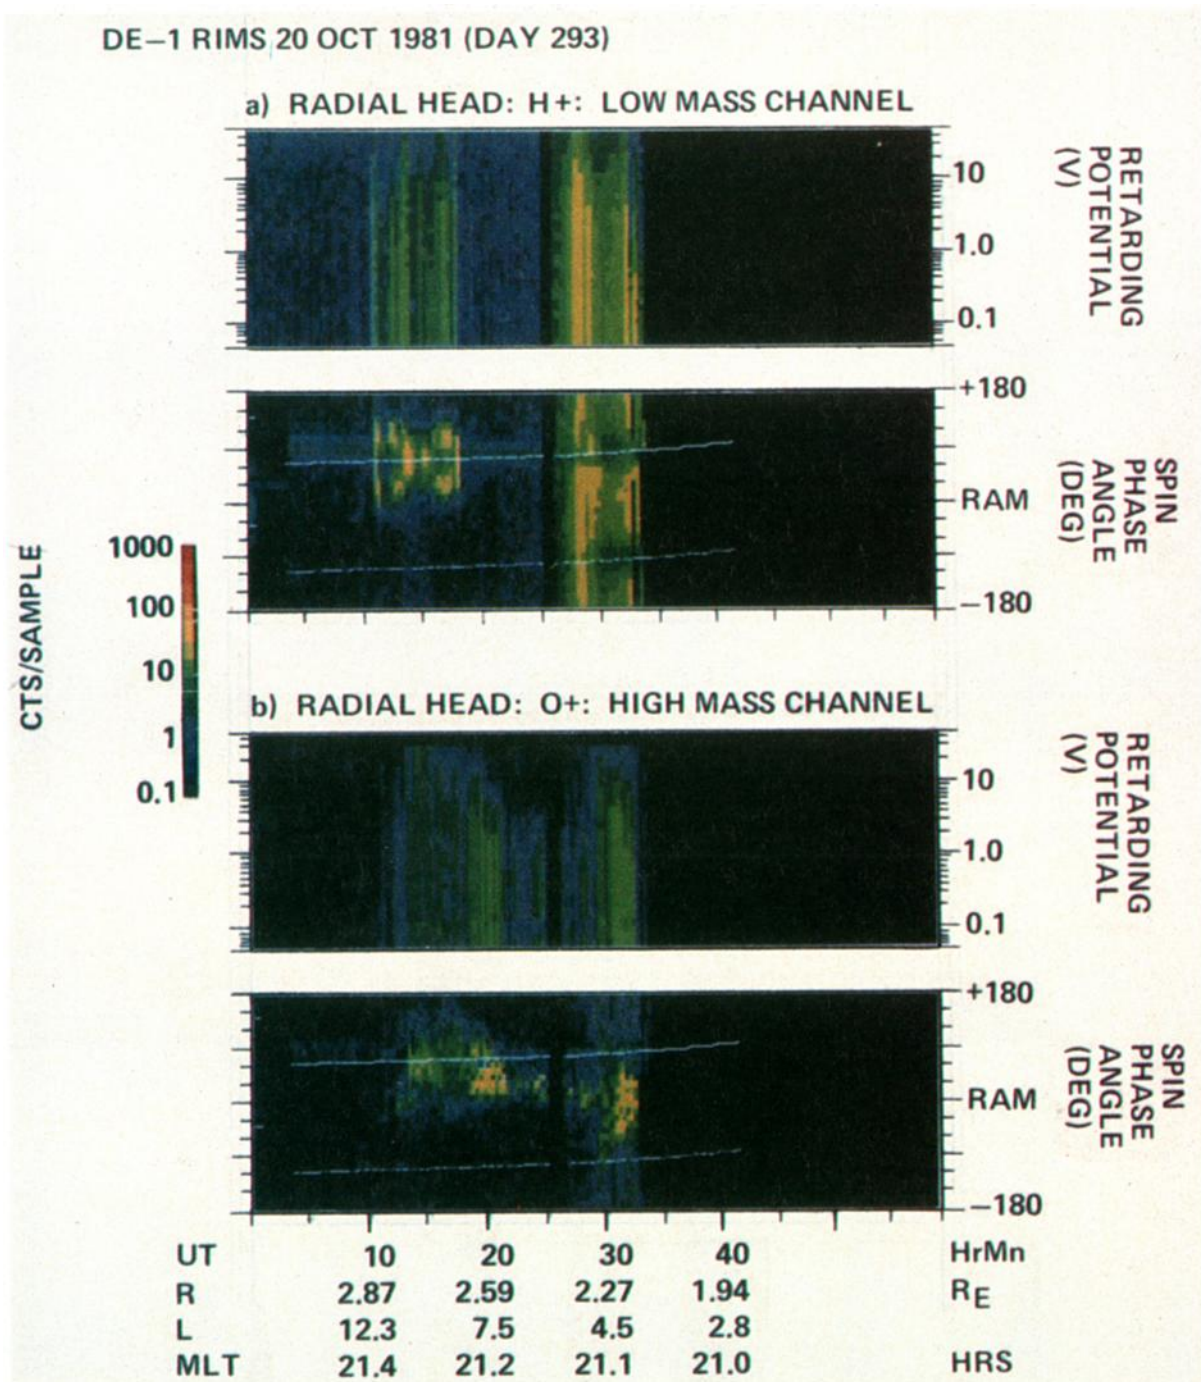 DE-1 RIMS 20 OCT 1981 (DAY 293)
a) RADIAL HEAD: H+: LOW MASS CHANNEL
10
1.0
0.1
RETARDING
POTENTIAL
(V)
+180
RAM
-180
SPIN
PHASE
ANGLE
(DEG)
CTS/SAMPLE
1000
100
10
1
0.1
b) RADIAL HEAD: O+: HIGH MASS CHANNEL
10
1.0
0.1
RETARDING
POTENTIAL
(V)
+180
RAM
-180
SPIN
PHASE
ANGLE
(DEG)
UT 10 20 30 40 HrMn
R 2.87 2.59 2.27 1.94 RE
L 12.3 7.5 4.5 2.8
MLT 21.4 21.2 21.1 21.0 HRS